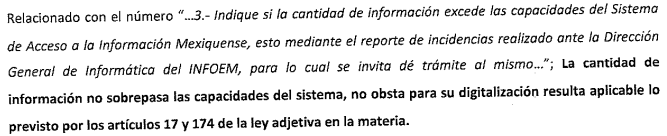 Relacionado con el número “...3.- Indique si la cantidad de información excede las capacidades del Sistema
de Acceso a la Información Mexiquense, esto mediante el reporte de incidencias realizado ante la Dirección
General de Informática del INFOEM, para lo cual se invita dé trámite al mismo...”; La cantidad de
información no sobrepasa las capacidades del sistema, no obsta para su digitalización resulta aplicable lo
previsto por los artículos 17 y 174 de la ley adjetiva en la materia.